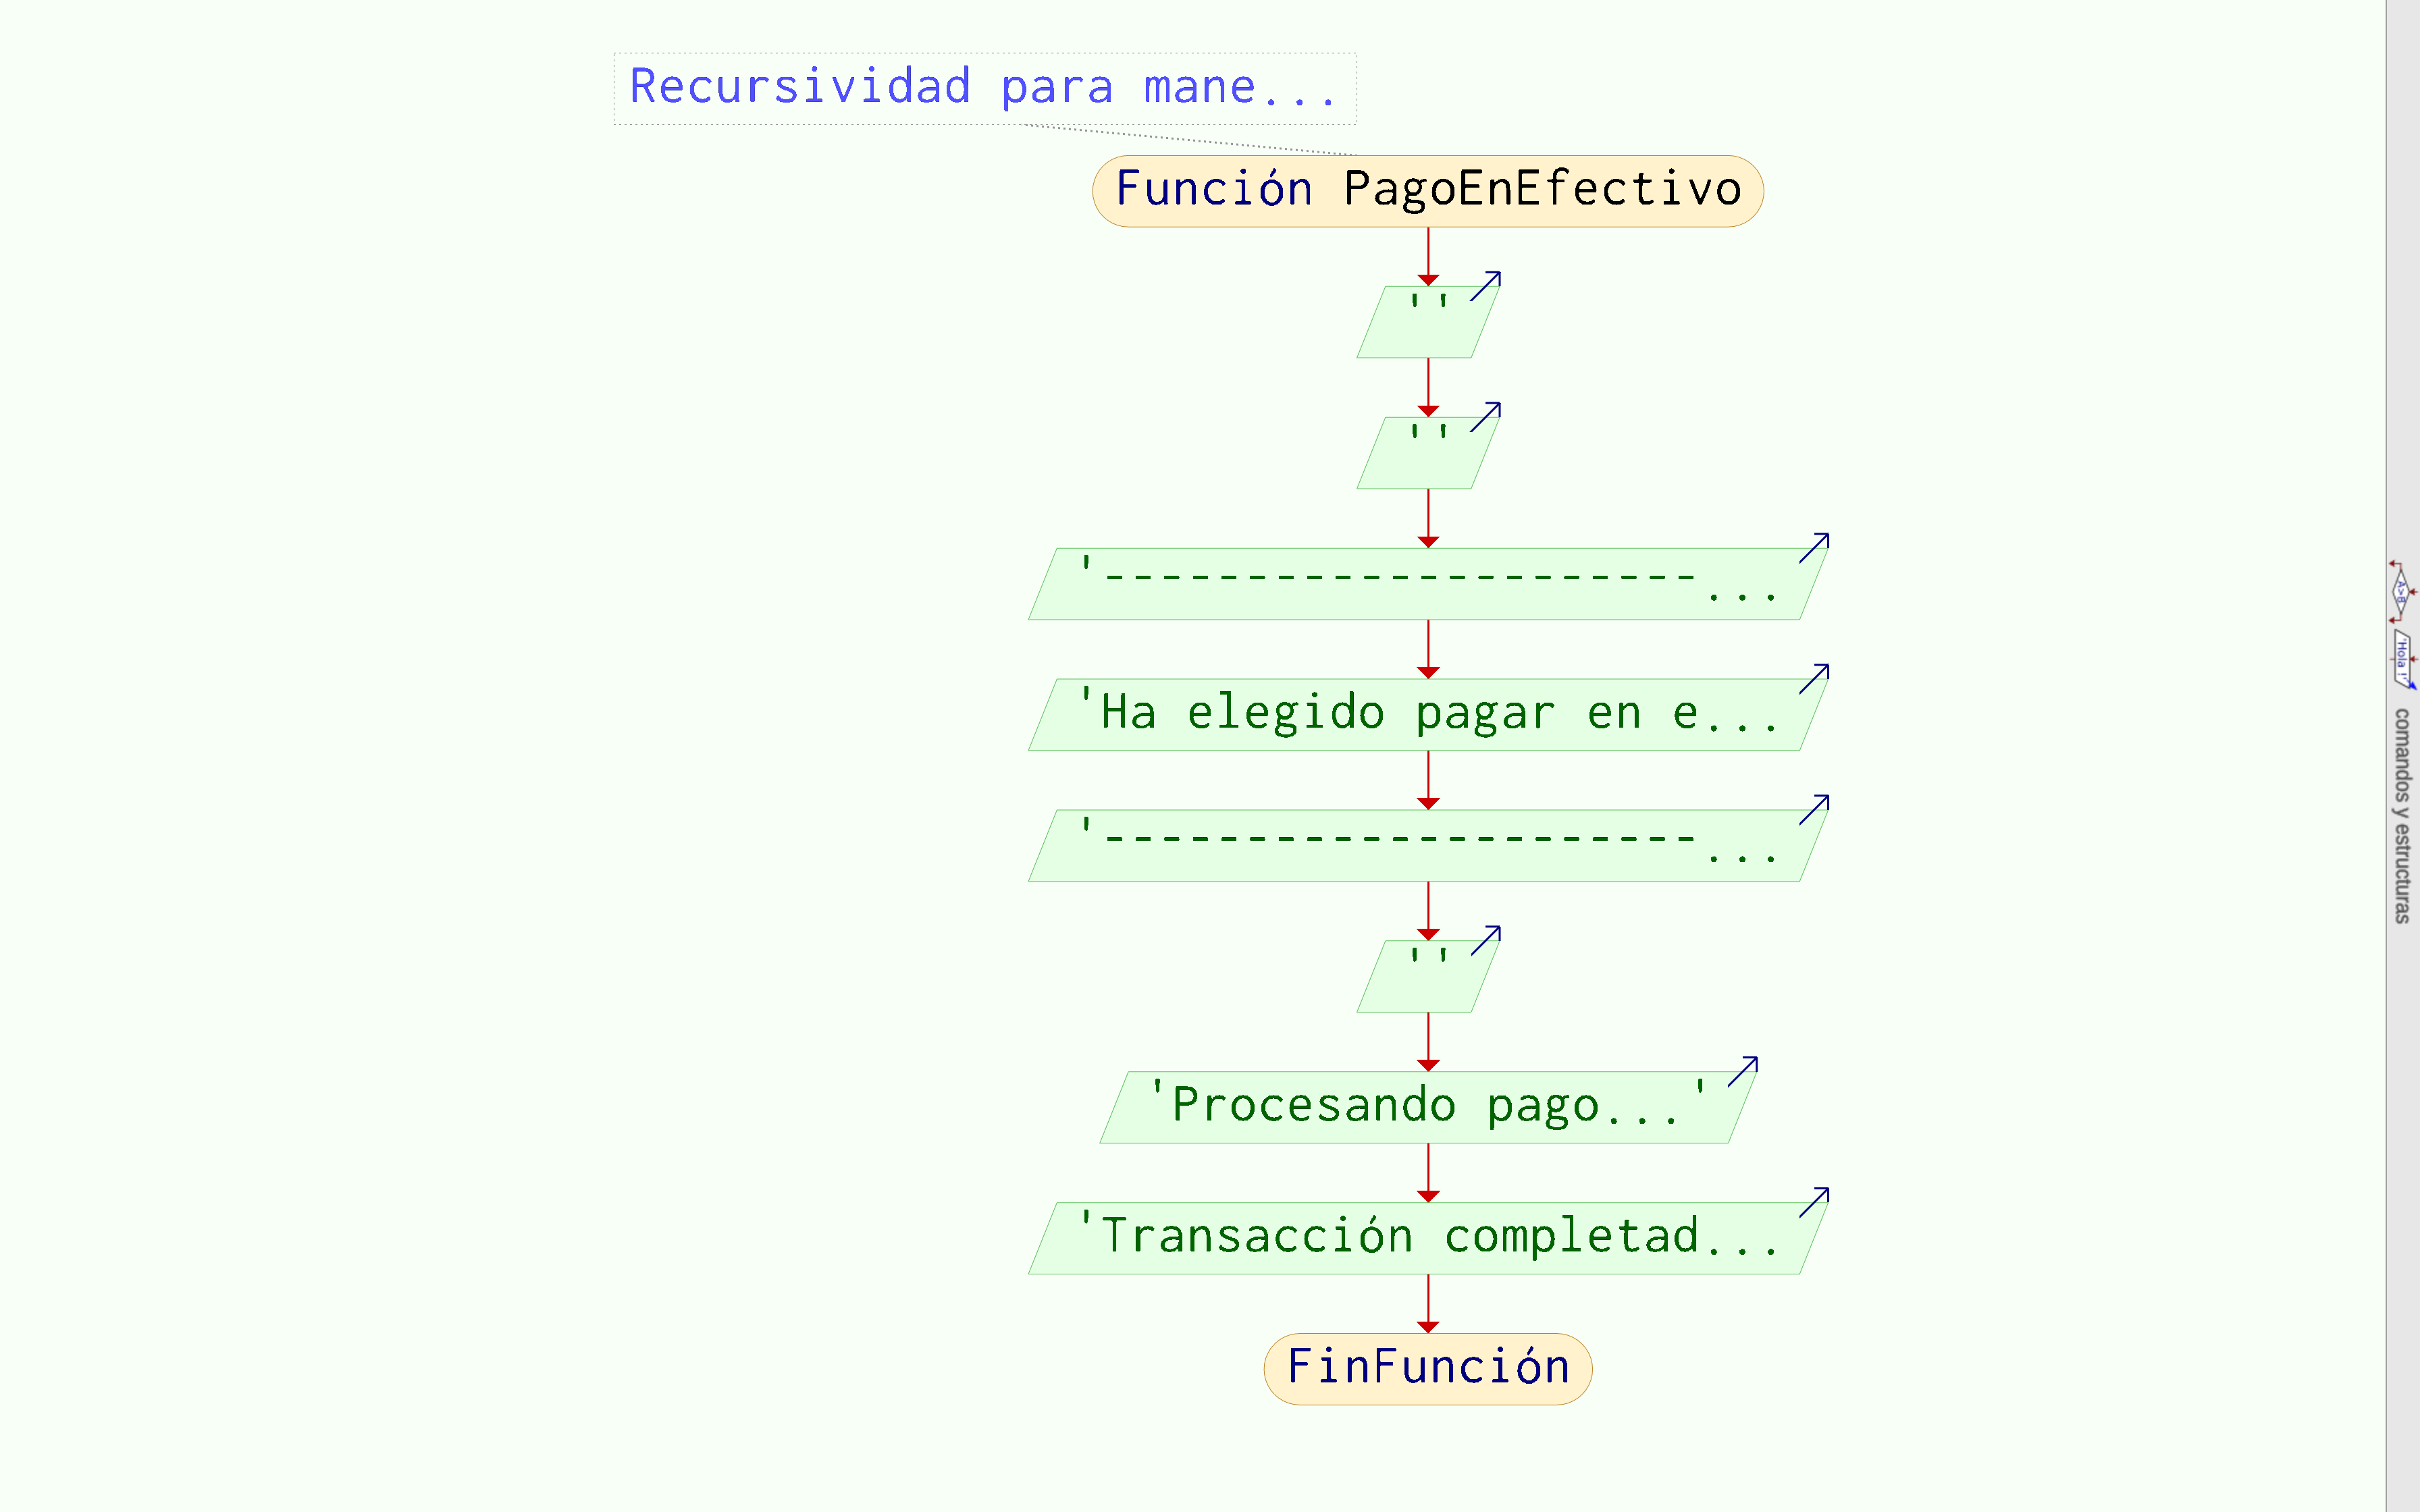 Recursividad para mane...
Función PagoEnEfectivo
''
''
'---------------------...
'Ha elegido pagar en e...
'---------------------...
''
'Procesando pago...'
'Transacción completad...
FinFunción
A>B
'Hola !'
comandos y estructuras